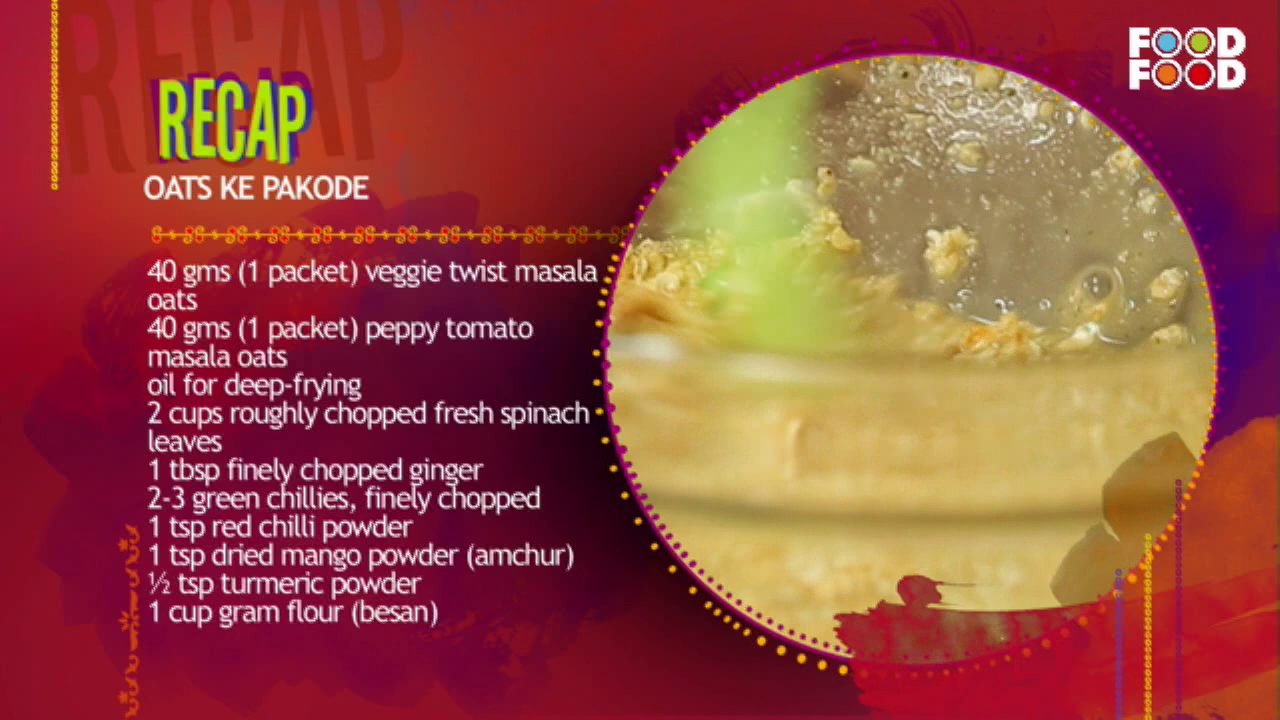 RECAP
FOOD
FOOD
RECAP
OATS KE PAKODE
40 gms (1 packet) veggie twist masala
oats
40 gms (1 packet) peppy tomato
masala oats
oil for deep-frying
2 cups roughly chopped fresh spinach
leaves
1 tbsp finely chopped ginger
2-3 green chillies, finely chopped
1 tsp red chilli powder
1 tsp dried mango powder (amchur)
½ tsp turmeric powder
1 cup gram flour (besan)